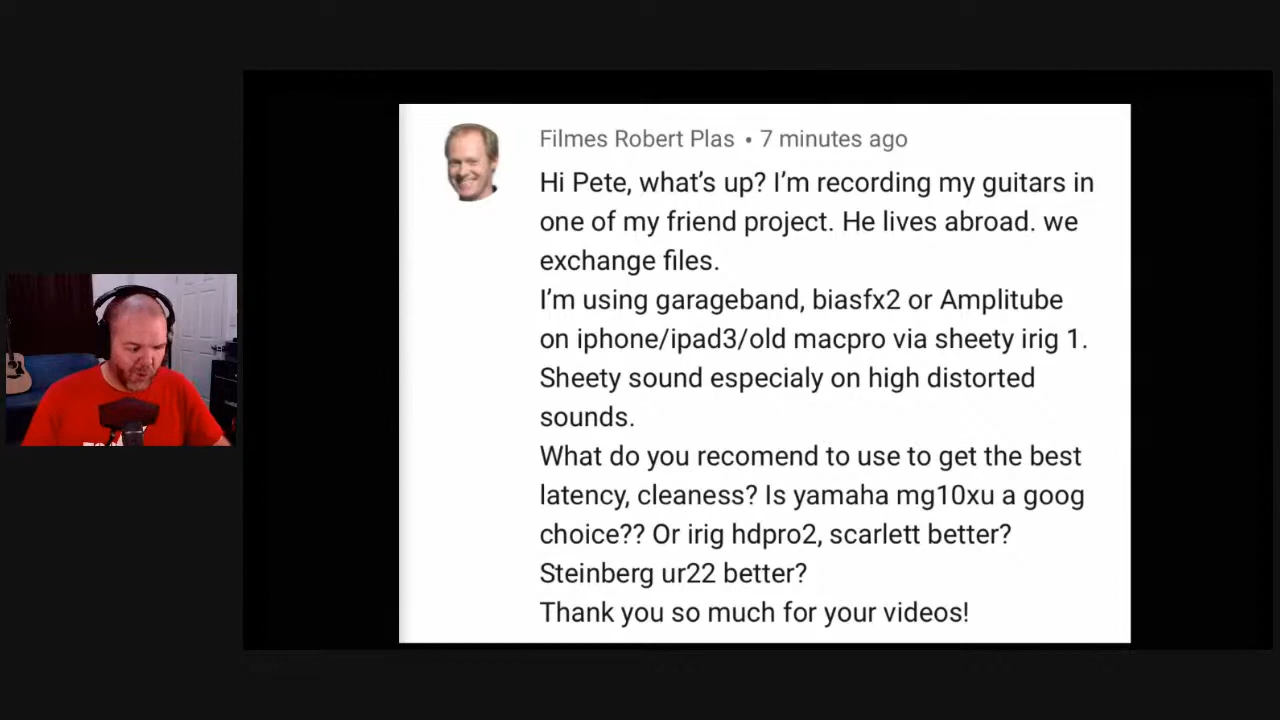 Filmes Robert Plas • 7 minutes ago
Hi Pete, what's up? I'm recording my guitars in
one of my friend project. He lives abroad. we
exchange files.
I'm using garageband, biasfx2 or Amplitube
on iphone/ipad3/old macpro via sheety irig 1.
Sheety sound especialy on high distorted
sounds.
What do you recomend to use to get the best
latency, cleaness? Is yamaha mg10xu a goog
choice?? Or irig hdpro2, scarlett better?
Steinberg ur22 better?
Thank you so much for your videos!